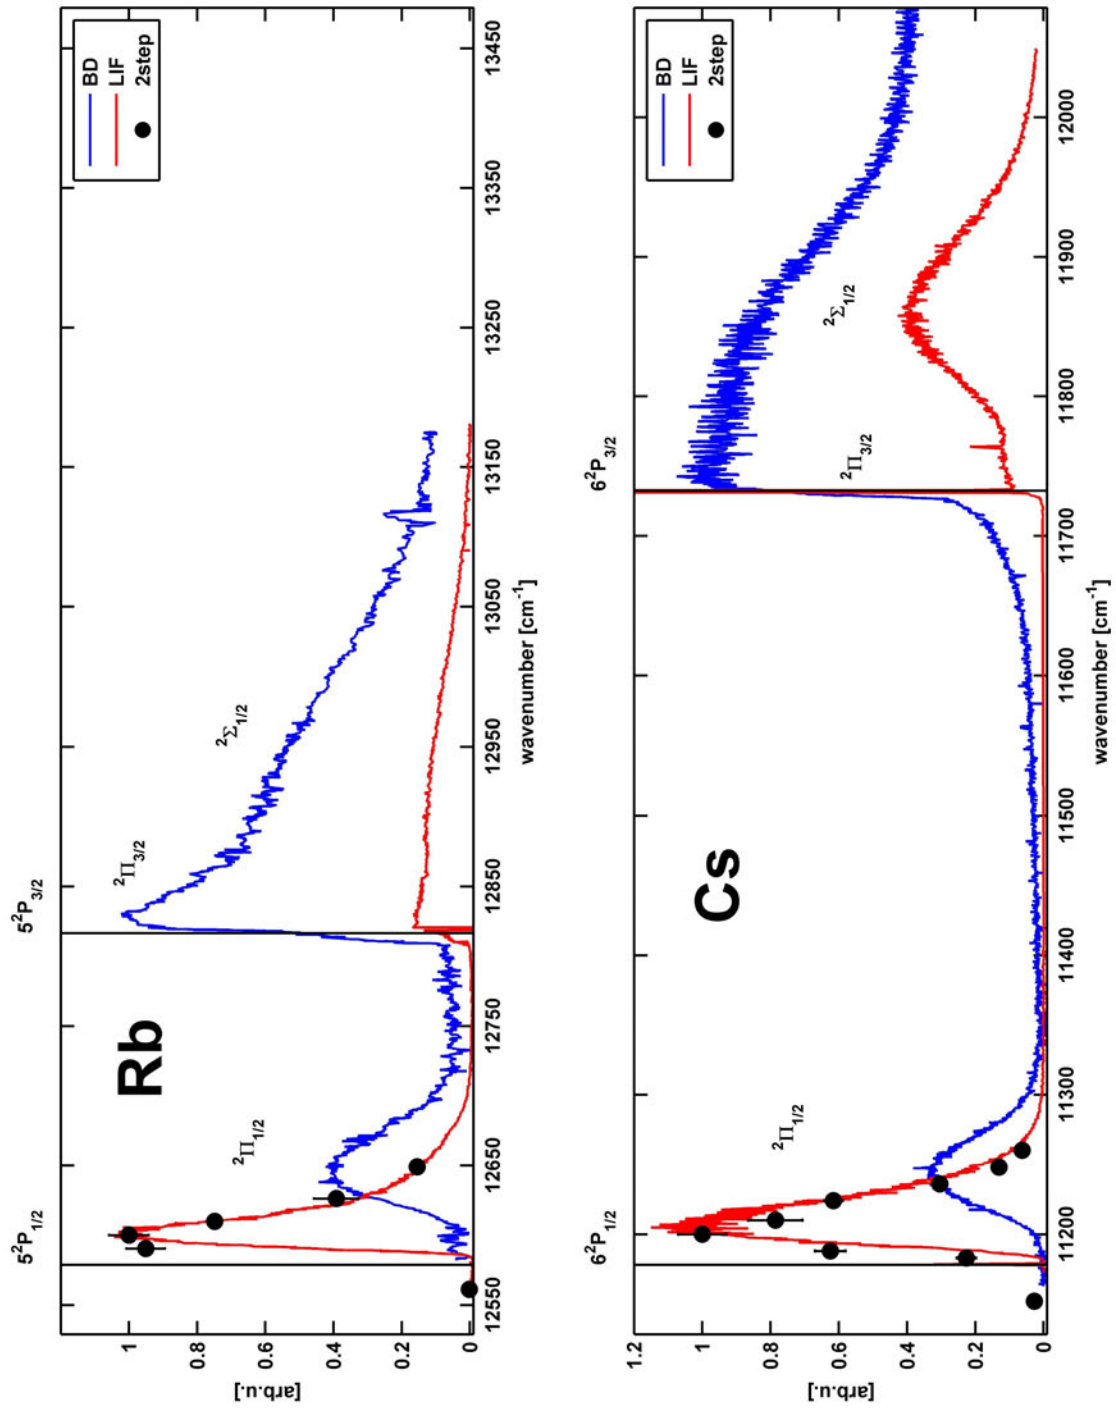 5²P₁/₂
5²P₃/₂
Rb
²Π₁/₂
²Π₃/₂
²Σ₁/₂
BD
LIF
2step
1
0.8
0.6
0.4
0.2
0
[arb.u.]
12550
12650
12750
12850
12950
13050
13150
13250
13350
13450
wavenumber [cm⁻¹]
6²P₁/₂
6²P₃/₂
Cs
²Π₁/₂
²Π₃/₂
²Σ₁/₂
BD
LIF
2step
1.2
1
0.8
0.6
0.4
0.2
0
[arb.u.]
11200
11300
11400
11500
11600
11700
11800
11900
12000
wavenumber [cm⁻¹]